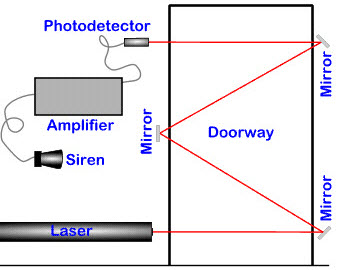 Photodetector
Mirror
Amplifier
Mirror
Doorway
Siren
Mirror
Laser